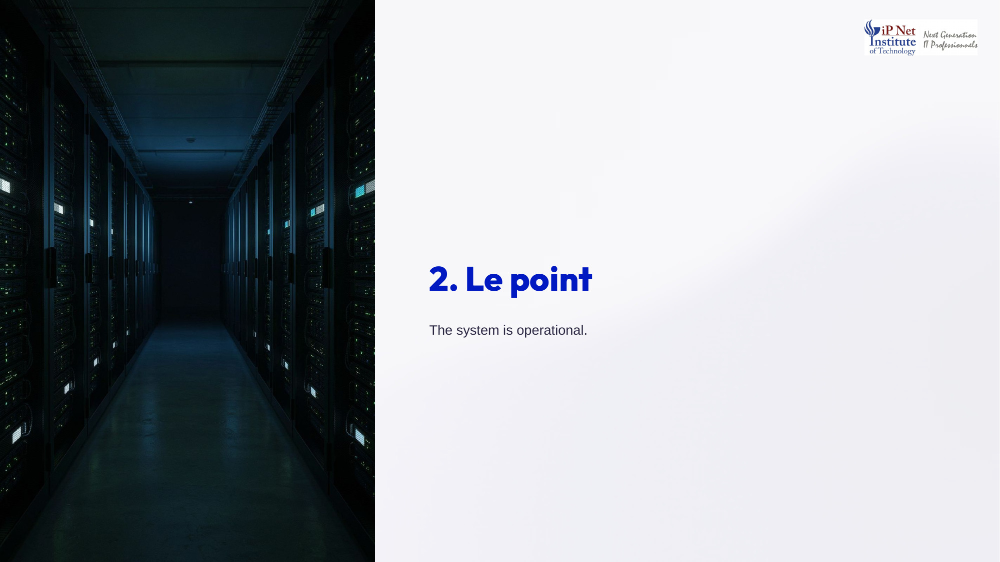 iP Net
Institute
of Technology
Next Generation
IT Professionnels
2. Le point
The system is operational.